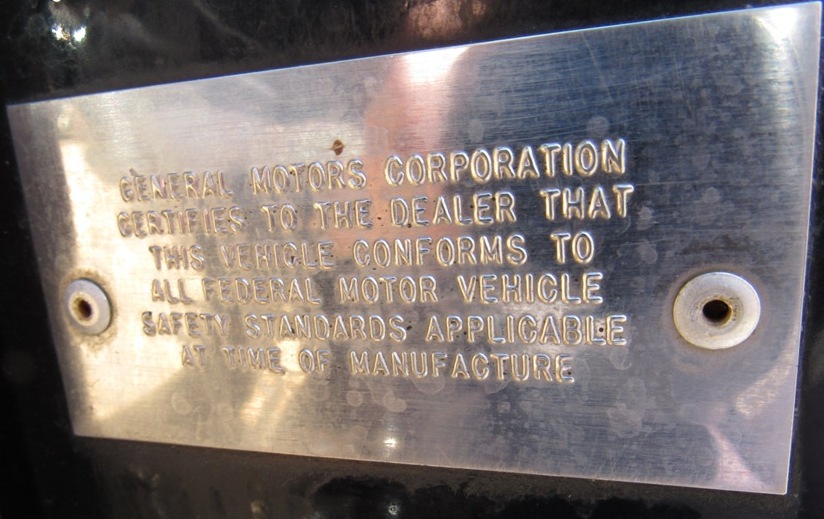 GENERAL MOTORS CORPORATION
CERTIFIES TO THE DEALER THAT
THIS VEHICLE CONFORMS TO
ALL FEDERAL MOTOR VEHICLE
SAFETY STANDARDS APPLICABLE
AT TIME OF MANUFACTURE